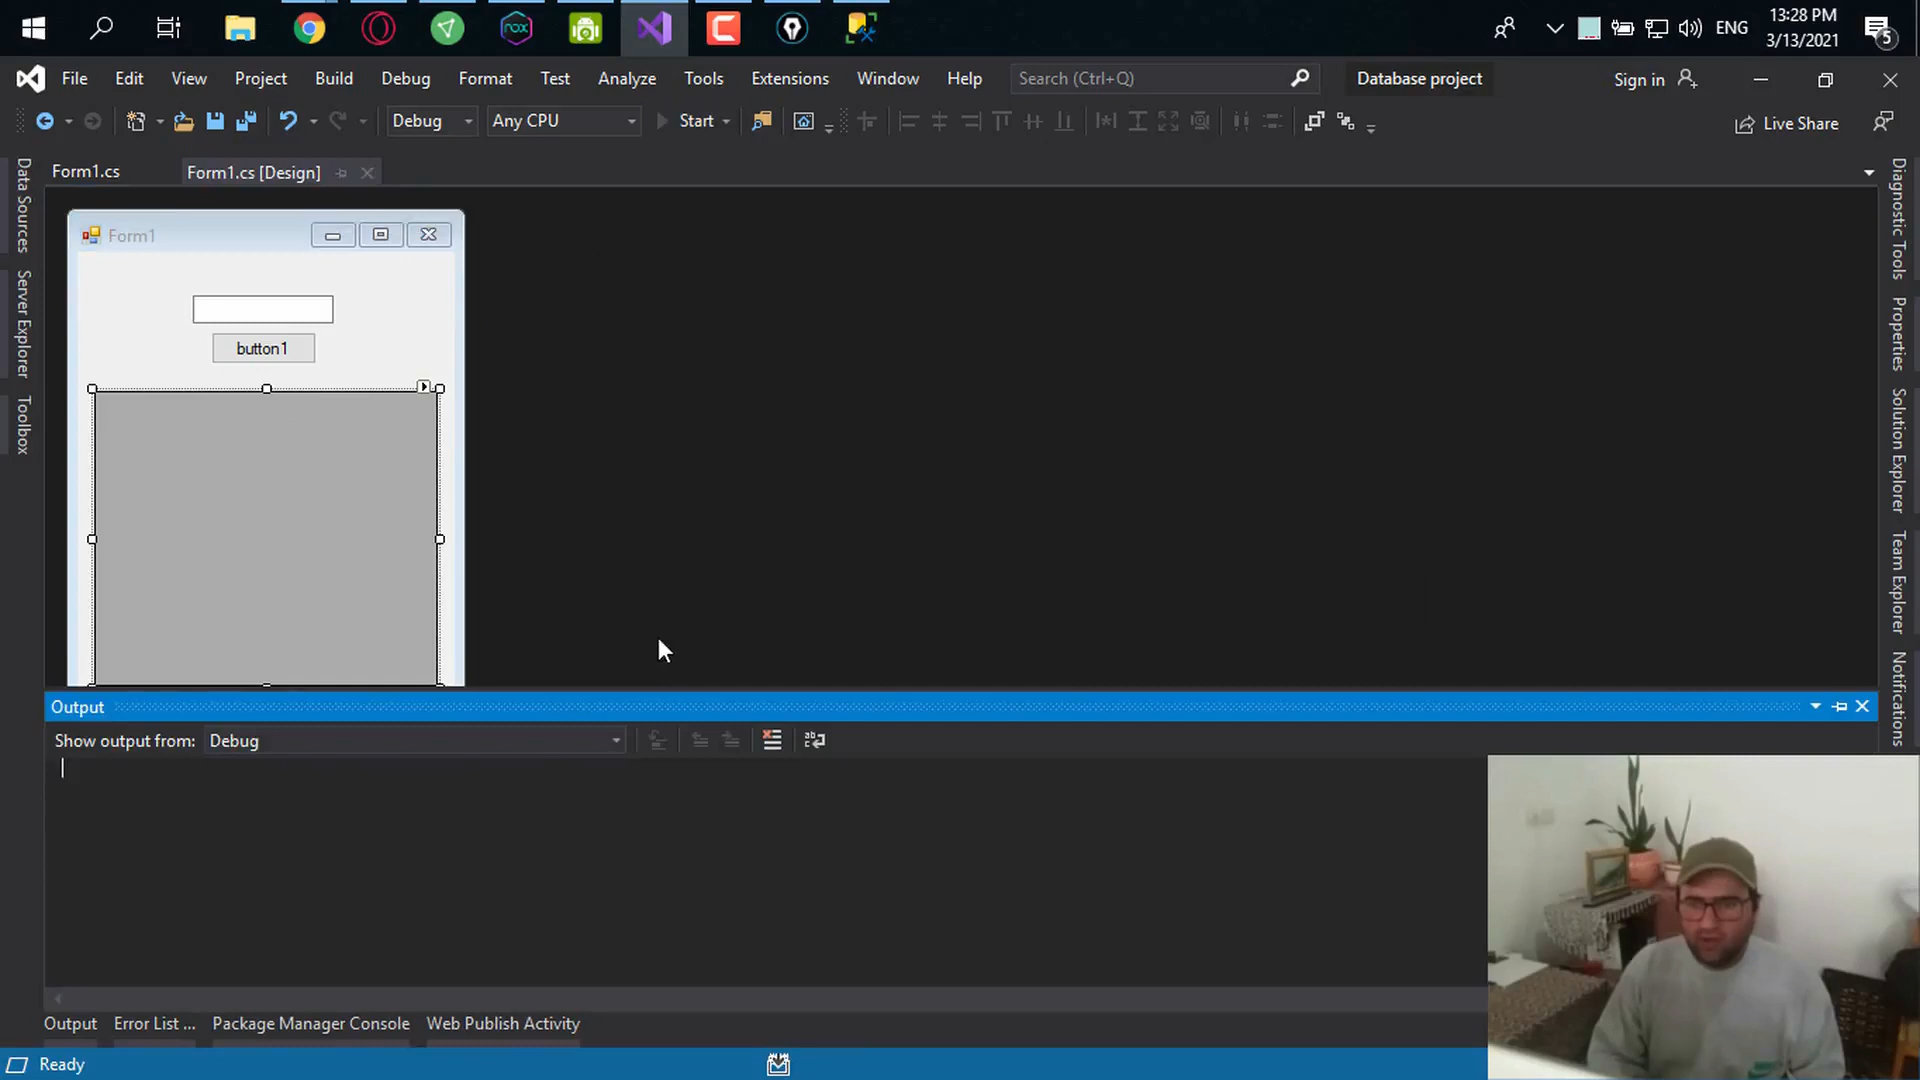 nox
ENG
13:28 PM
3/13/2021
5
File Edit View Project Build Debug Format Test Analyze Tools Extensions Window Help Search (Ctrl+Q) Database project Sign in
Debug Any CPU Start Live Share
Form1.cs Form1.cs [Design]
Data Sources
Server Explorer
Toolbox
Form1
button1
Diagnostic Tools
Properties
Solution Explorer
Team Explorer
Notifications
Output
Show output from: Debug
Output Error List ... Package Manager Console Web Publish Activity
Ready